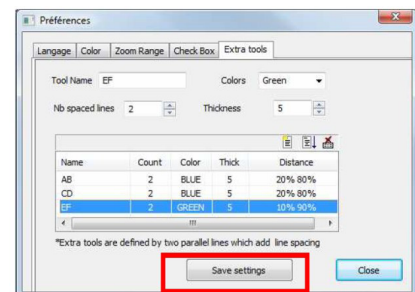 Préférences
Langage Color Zoom Range Check Box Extra tools
Tool Name EF Colors Green
Nb spaced lines 2 Thickness 5
Name Count Color Thick Distance
AB 2 BLUE 5 20% 80%
CD 2 BLUE 5 20% 80%
EF 2 GREEN 5 10% 90%
*Extra tools are defined by two parallel lines which add line spacing
Save settings Close